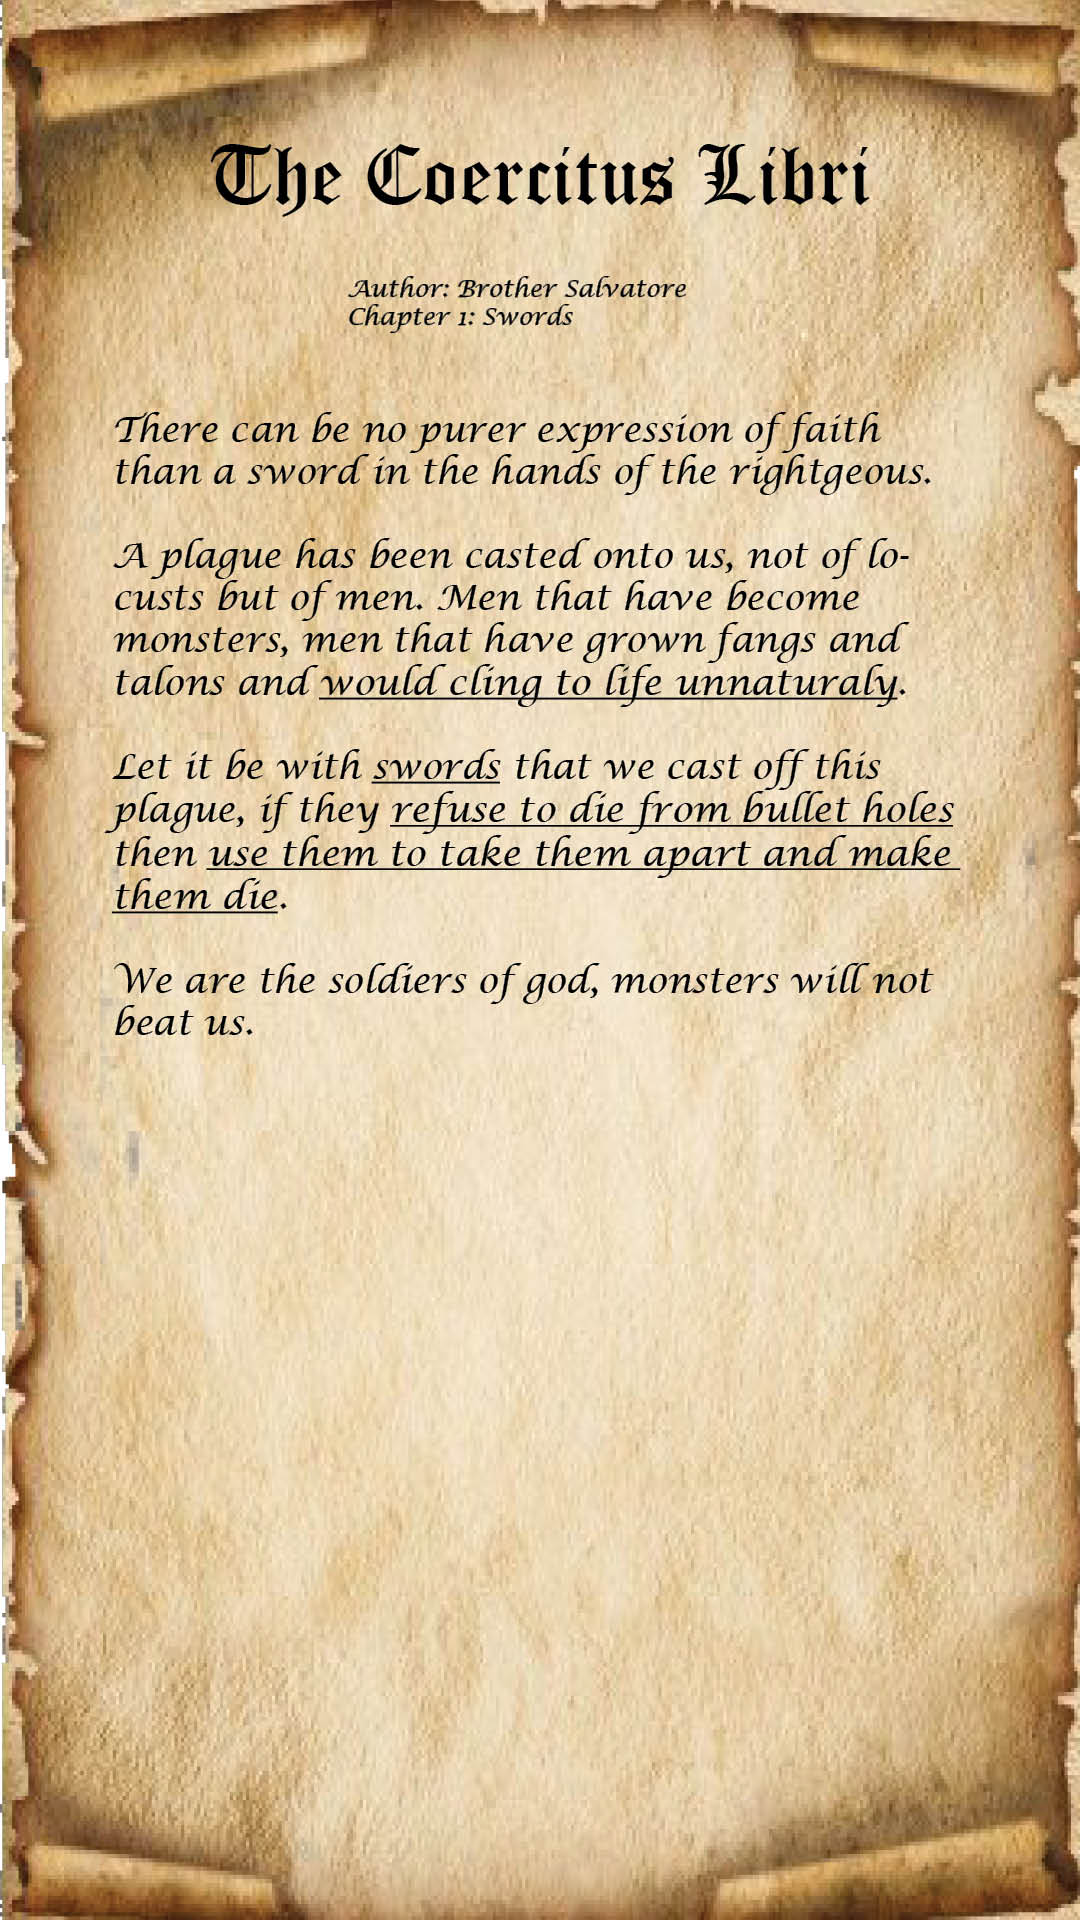 The Coercitus Libri
Author: Brother Salvatore
Chapter 1: Swords
There can be no purer expression of faith
than a sword in the hands of the rightgeous.
A plague has been casted onto us, not of lo-
custs but of men. Men that have become
monsters, men that have grown fangs and
talons and would cling to life unnaturaly.
Let it be with swords that we cast off this
plague, if they refuse to die from bullet holes
then use them to take them apart and make
them die.
We are the soldiers of god, monsters will not
beat us.